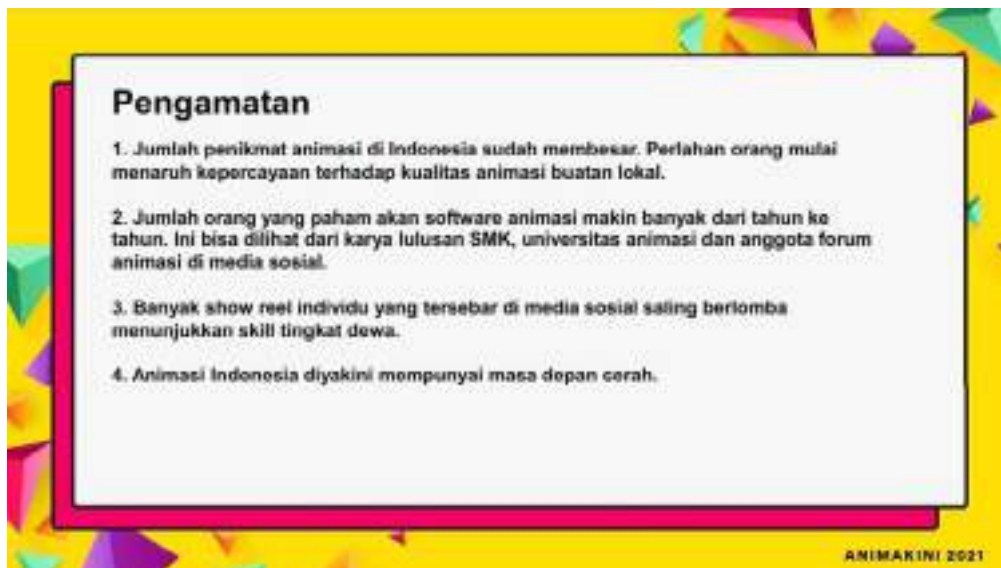 Pengamatan
1. Jumlah penikmat animasi di Indonesia sudah membesar. Perlahan orang mulai
menaruh kepercayaan terhadap kualitas animasi buatan lokal.
2. Jumlah orang yang paham akan software animasi makin banyak dari tahun ke
tahun. Ini bisa dilihat dari karya lulusan SMK, universitas animasi dan anggota forum
animasi di media sosial.
3. Banyak show reel individu yang tersebar di media sosial saling berlomba
menunjukkan skill tingkat dewa.
4. Animasi Indonesia diyakini mempunyai masa depan cerah.
ANIMAKINI 2021